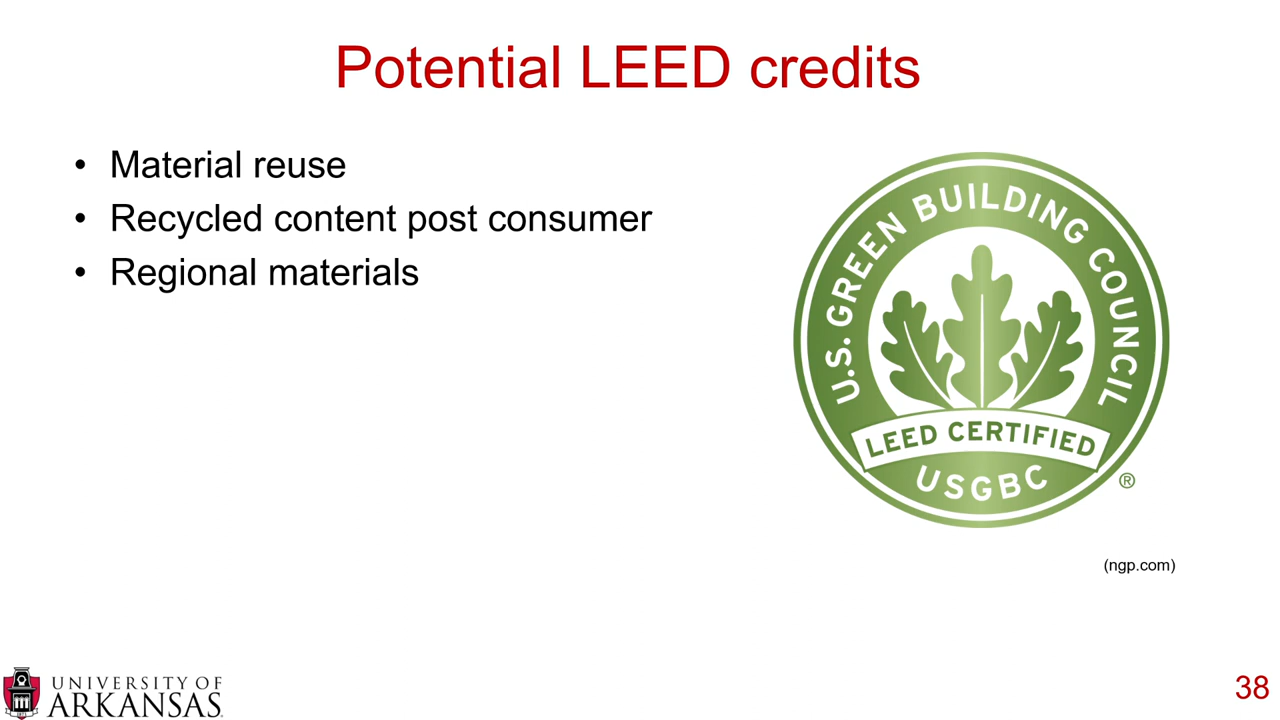 Potential LEED credits
• Material reuse
• Recycled content post consumer
• Regional materials
U.S. GREEN BUILDING COUNCIL
LEED CERTIFIED
USGBC
®
(ngp.com)
UNIVERSITY OF
ARKANSAS
38